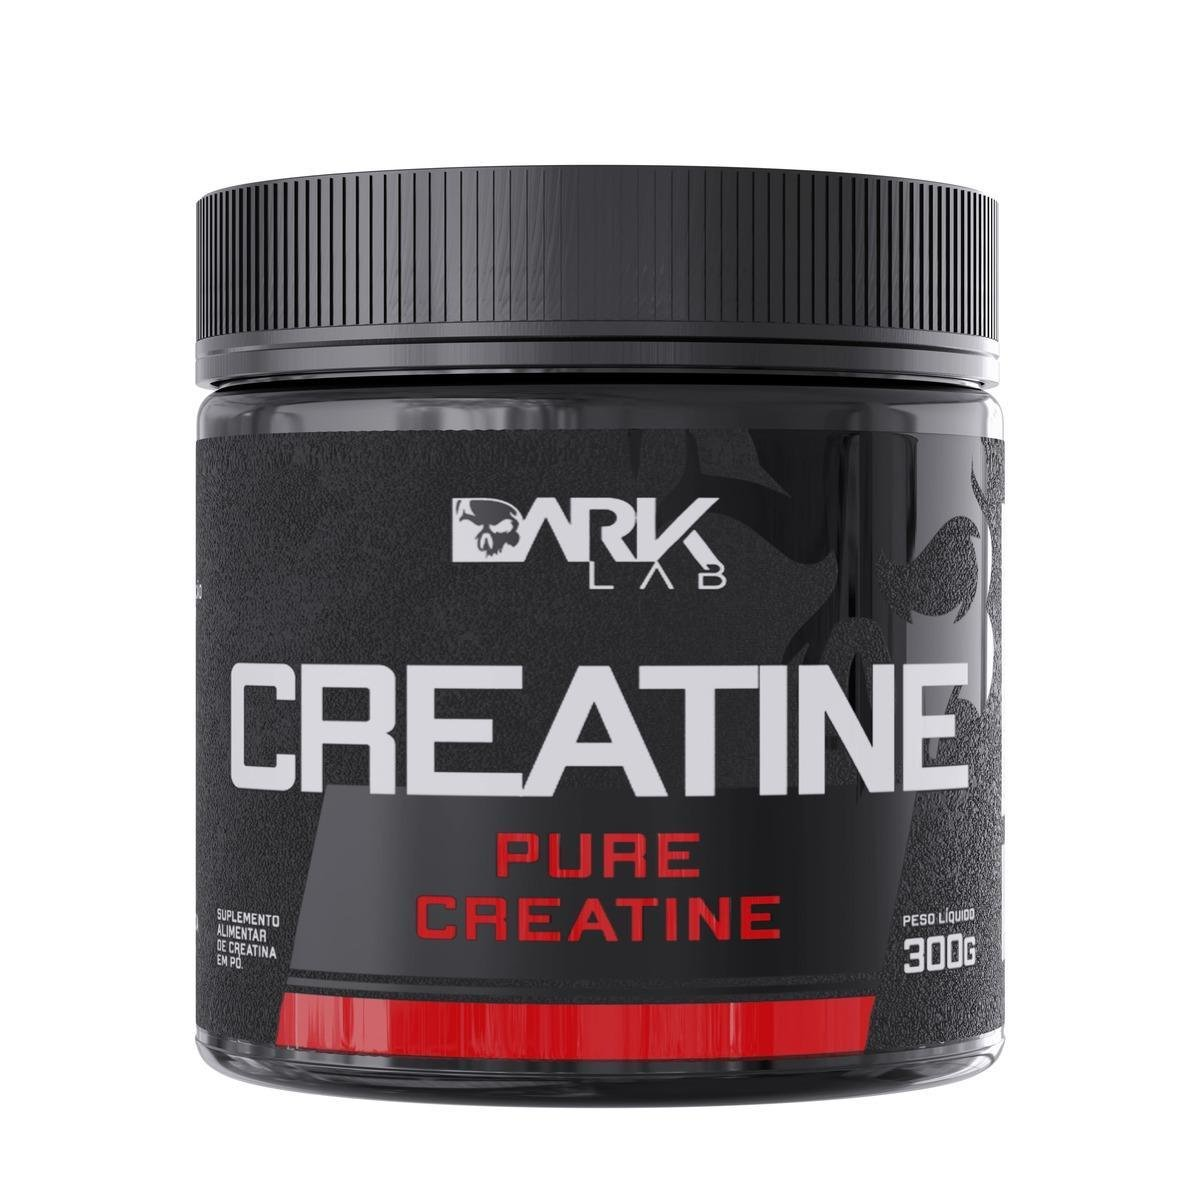 DARK
LAB
CREATINE
PURE
CREATINE
SUPLEMENTO
ALIMENTAR
DE CREATINA
EM PÓ.
PESO LÍQUIDO
300G